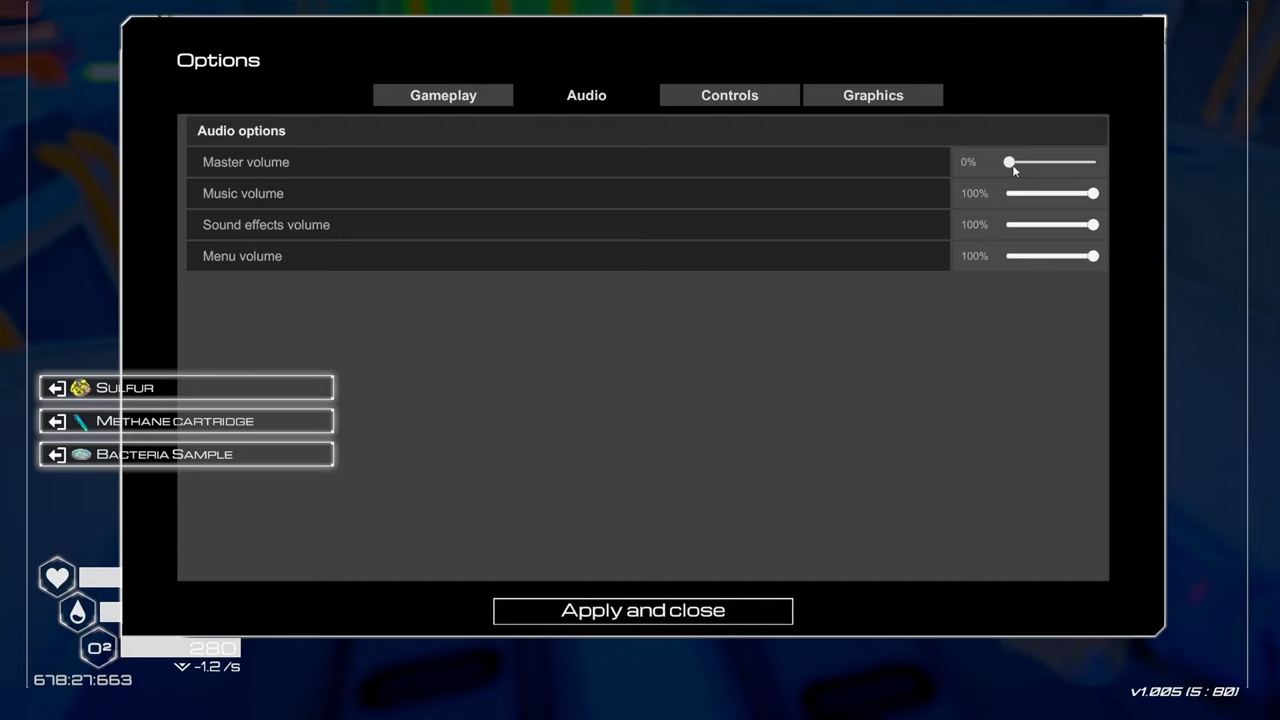 Options
Gameplay Audio Controls Graphics
Audio options
Master volume 0%
Music volume 100%
Sound effects volume 100%
Menu volume 100%
Sulfur
Methane cartridge
Bacteria Sample
Apply and close
O² 280
-1.2 /s
678:27:663
v1.005 (5 : 80)